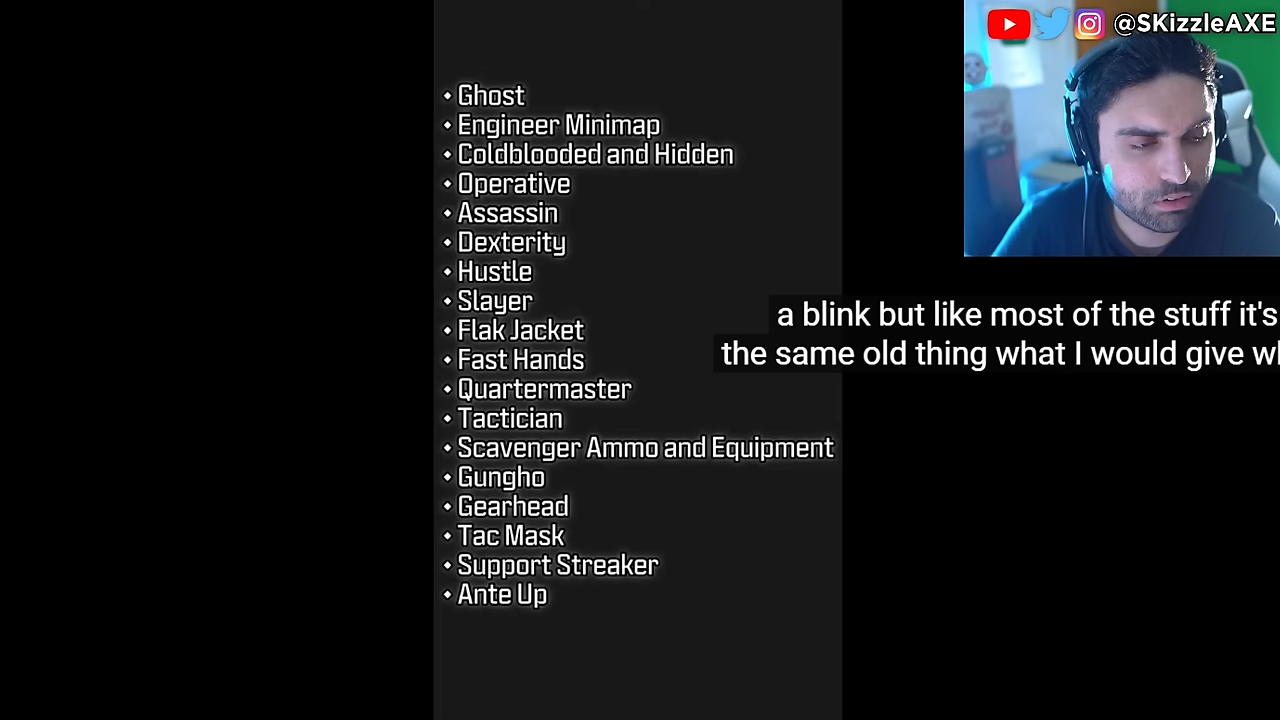 @SKizzleAXE
• Ghost
• Engineer Minimap
• Coldblooded and Hidden
• Operative
• Assassin
• Dexterity
• Hustle
• Slayer
• Flak Jacket
• Fast Hands
• Quartermaster
• Tactician
• Scavenger Ammo and Equipment
• Gungho
• Gearhead
• Tac Mask
• Support Streaker
• Ante Up
a blink but like most of the stuff it's
the same old thing what I would give